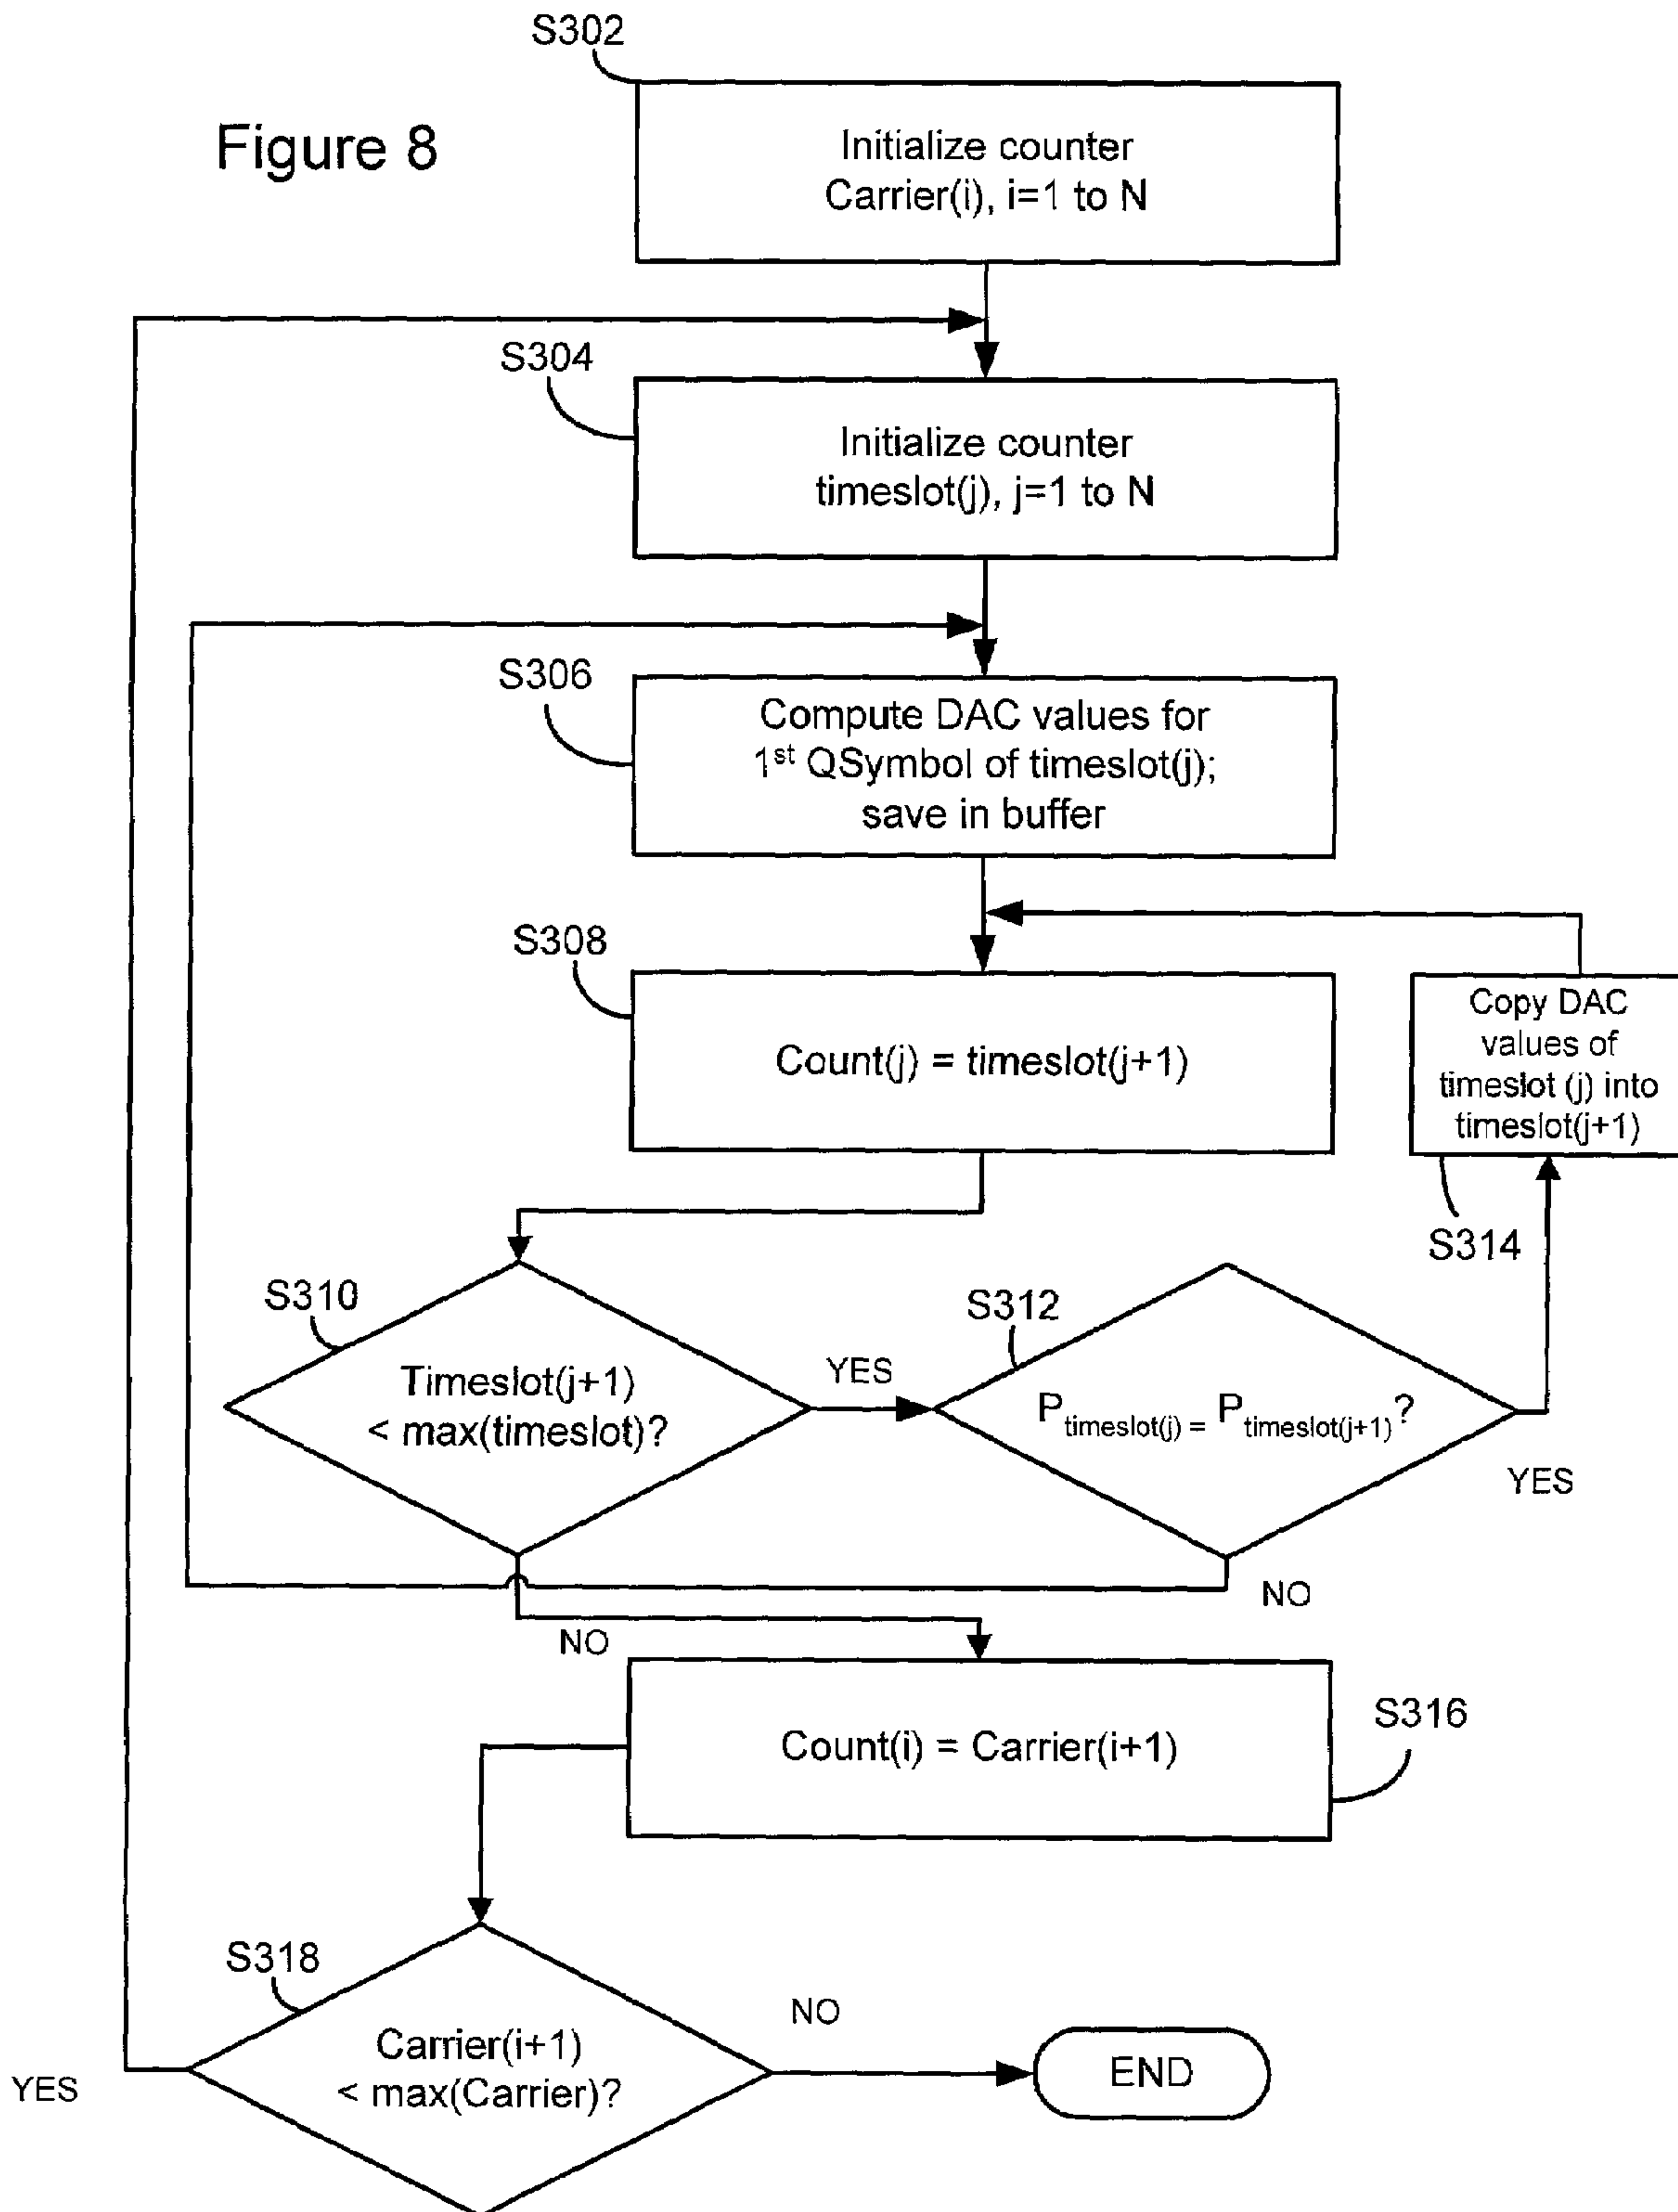 S302
Figure 8
Initialize counter
Carrier(i), i=1 to N
S304
Initialize counter
timeslot(j), j=1 to N
S306
Compute DAC values for
1st QSymbol of timeslot(j);
save in buffer
S308
Count(j) = timeslot(j+1)
Copy DAC
values of
timeslot (j) into
timeslot(j+1)
S314
S310
Timeslot(j+1)
< max(timeslot)?
YES
S312
Ptimeslot(j) = Ptimeslot(j+1)?
YES
NO
NO
S316
Count(i) = Carrier(i+1)
S318
Carrier(i+1)
< max(Carrier)?
YES
NO
END